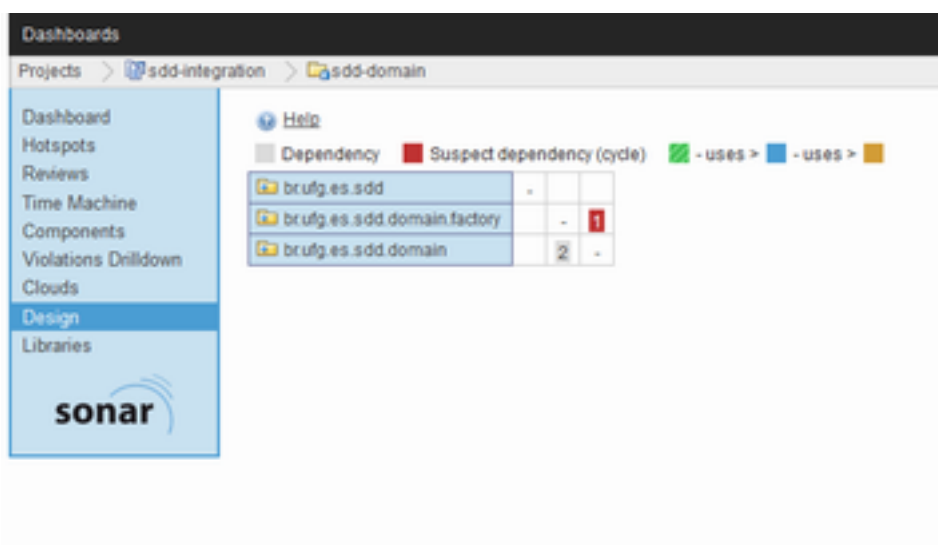 Dashboards
Projects sdd-integration sdd-domain
Dashboard
Hotspots
Reviews
Time Machine
Components
Violations Drilldown
Clouds
Design
Libraries
sonar
Help
Dependency Suspect dependency (cycle) - uses > - uses >
br.ufg.es.sdd -
br.ufg.es.sdd.domain.factory - 1
br.ufg.es.sdd.domain 2 -